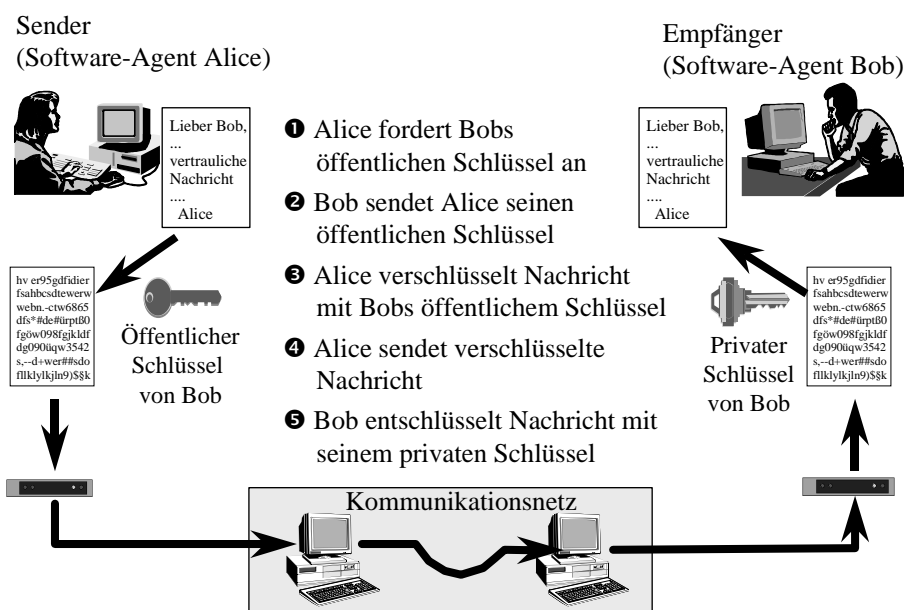 Sender
(Software-Agent Alice)
Empfänger
(Software-Agent Bob)
Lieber Bob,
...
vertrauliche
Nachricht
....
Alice
❶ Alice fordert Bobs
öffentlichen Schlüssel an
❷ Bob sendet Alice seinen
öffentlichen Schlüssel
❸ Alice verschlüsselt Nachricht
mit Bobs öffentlichem Schlüssel
❹ Alice sendet verschlüsselte
Nachricht
❺ Bob entschlüsselt Nachricht mit
seinem privaten Schlüssel
Lieber Bob,
...
vertrauliche
Nachricht
....
Alice
hv er95gdfidier
fsahbcsdtewerw
webn.-ctw6865
dfs*#de#ürptß0
fgöw098fgjkldf
dg090üqw3542
s,--d+wer##sdo
fllklylkjln9)$§k
Öffentlicher
Schlüssel
von Bob
Privater
Schlüssel
von Bob
hv er95gdfidier
fsahbcsdtewerw
webn.-ctw6865
dfs*#de#ürptß0
fgöw098fgjkldf
dg090üqw3542
s,--d+wer##sdo
fllklylkjln9)$§k
Kommunikationsnetz